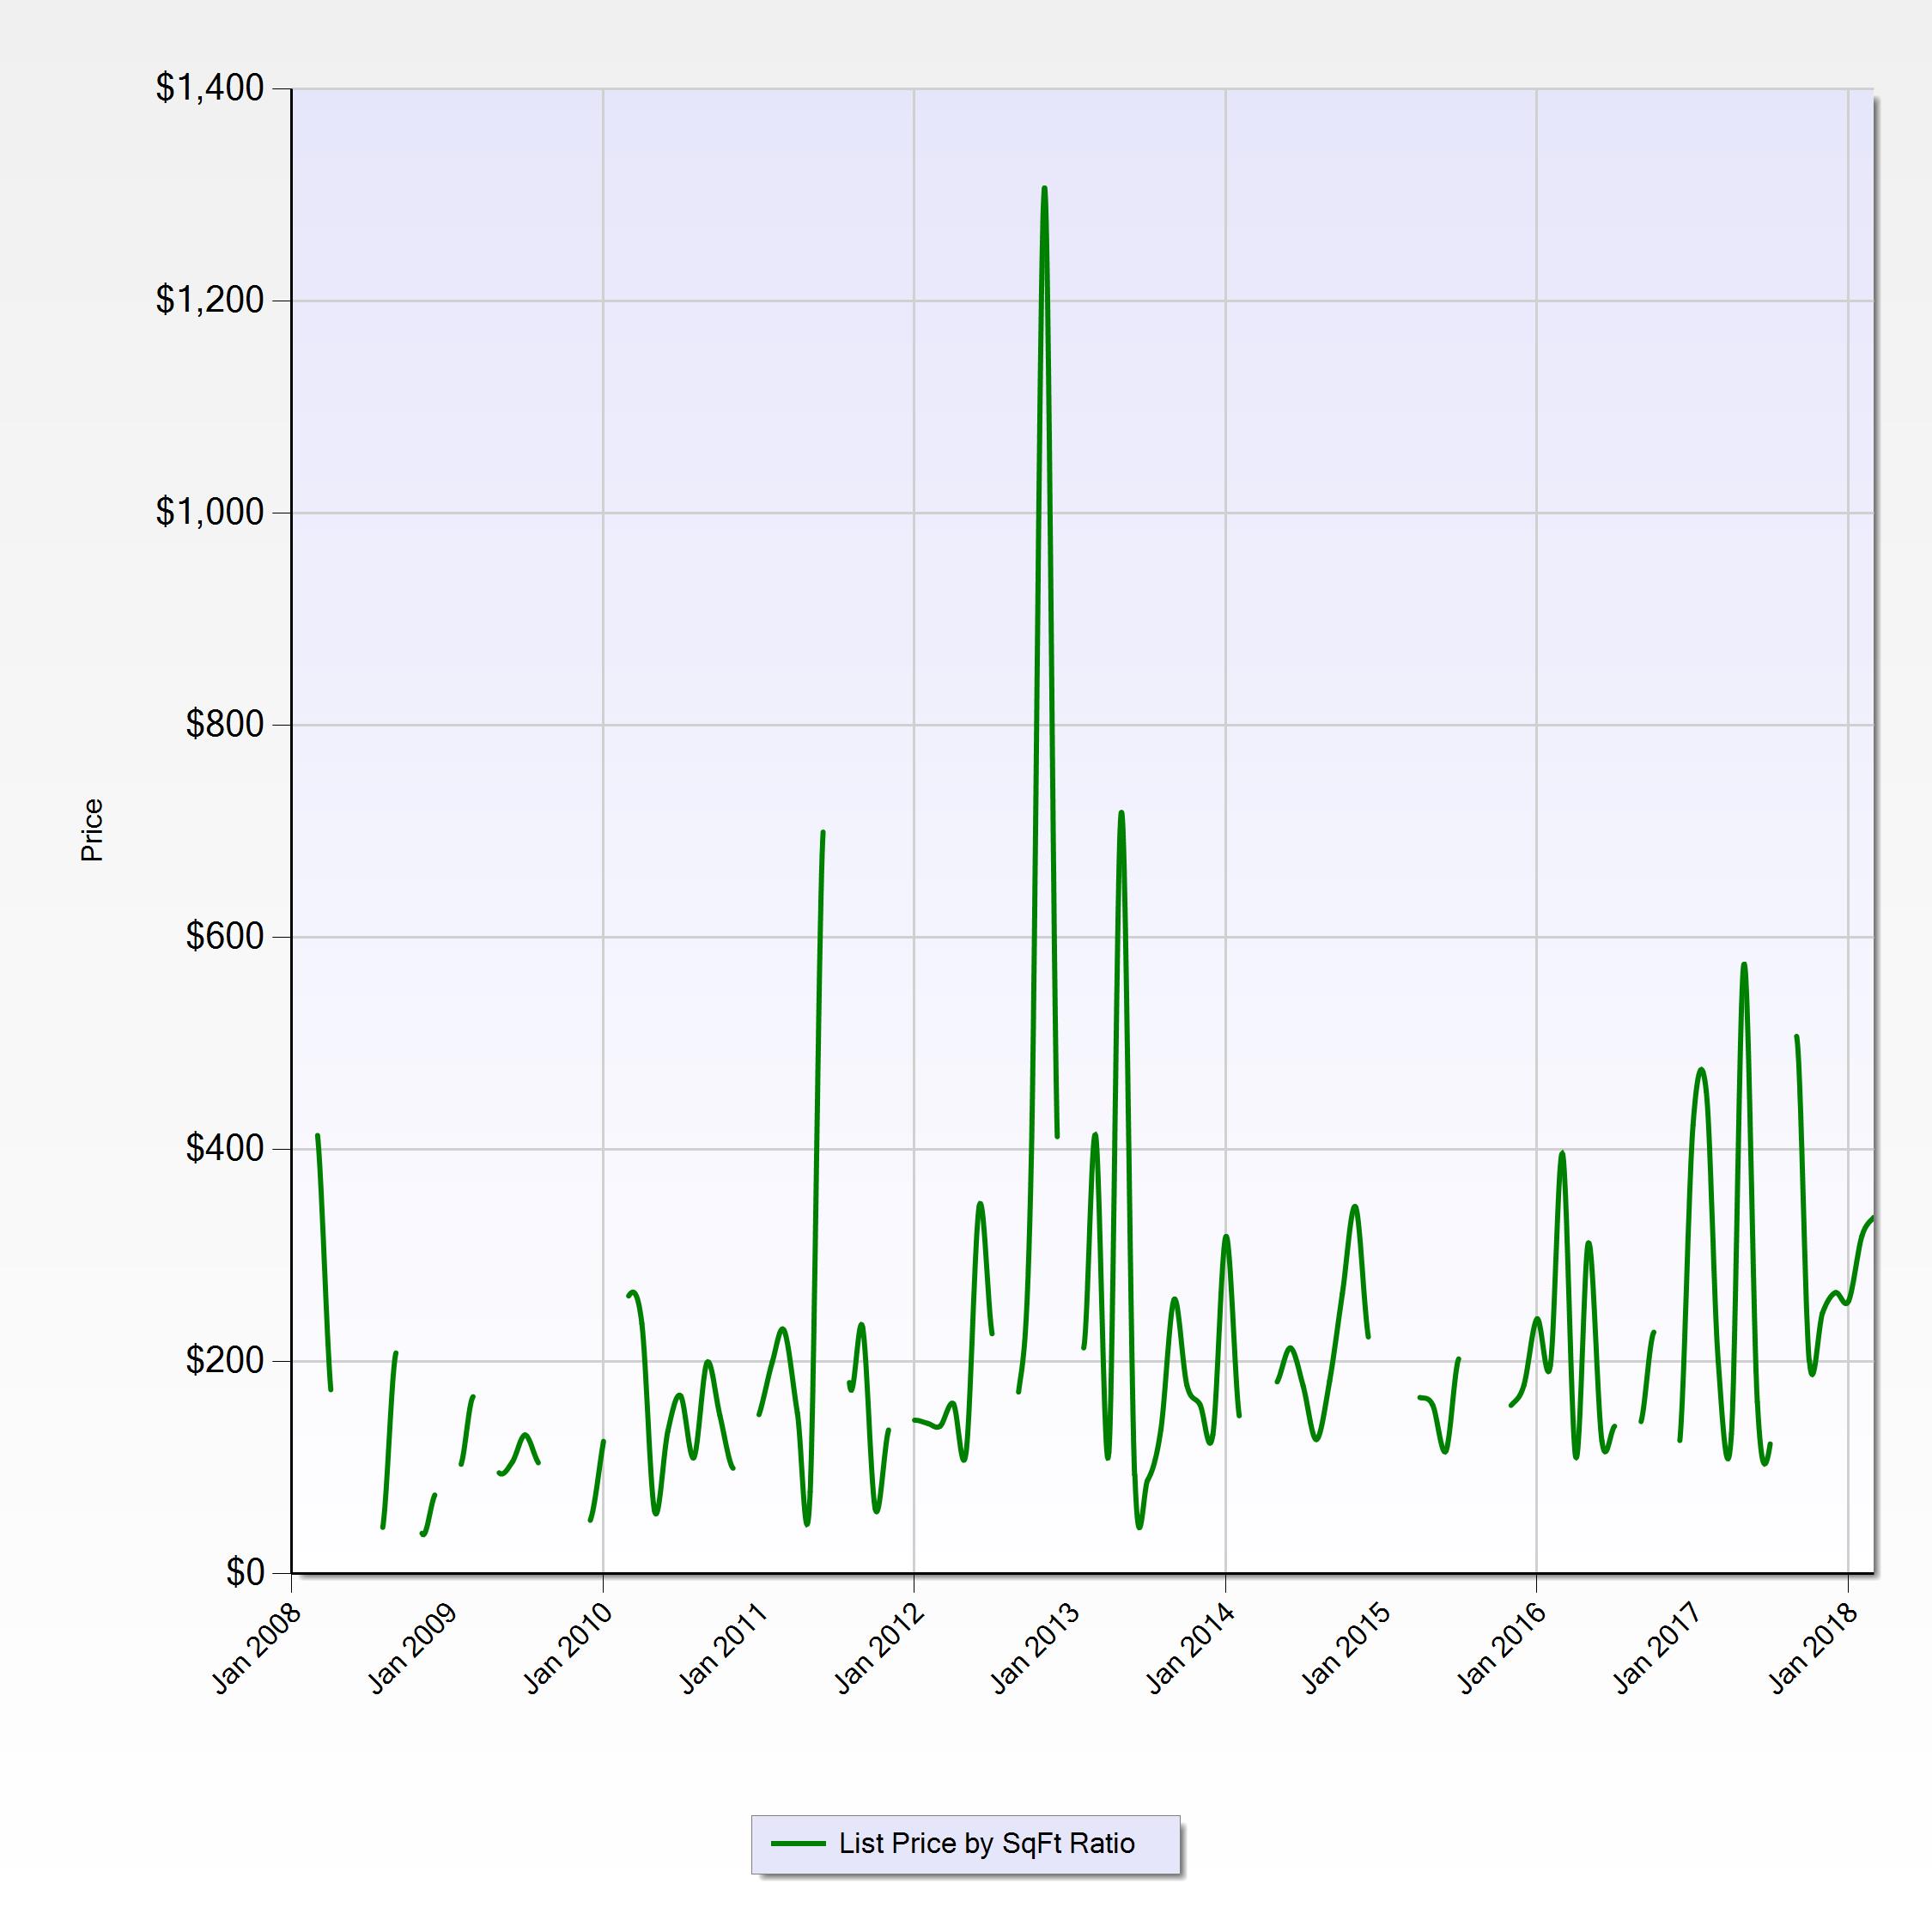 $1,400
$1,200
$1,000
$800
$600
$400
$200
$0
Price
Jan 2008
Jan 2009
Jan 2010
Jan 2011
Jan 2012
Jan 2013
Jan 2014
Jan 2015
Jan 2016
Jan 2017
Jan 2018
List Price by SqFt Ratio